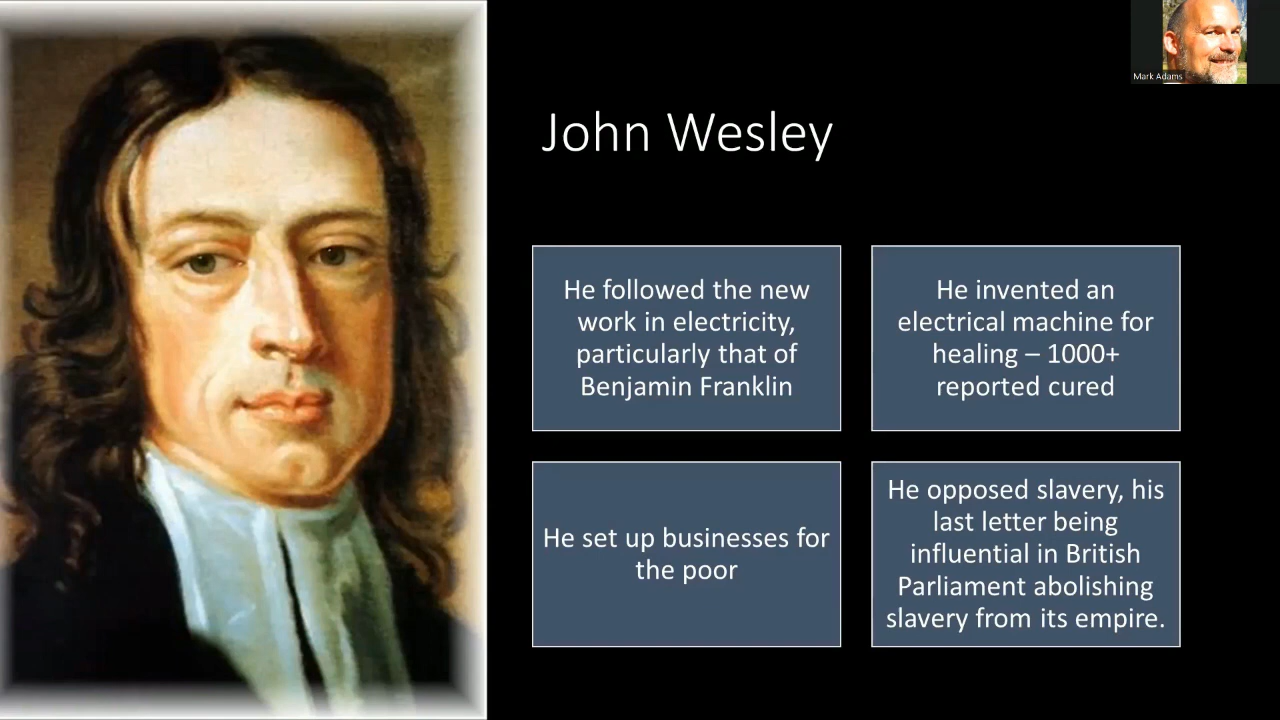 Mark Adams
John Wesley
He followed the new
work in electricity,
particularly that of
Benjamin Franklin
He invented an
electrical machine for
healing – 1000+
reported cured
He set up businesses for
the poor
He opposed slavery, his
last letter being
influential in British
Parliament abolishing
slavery from its empire.